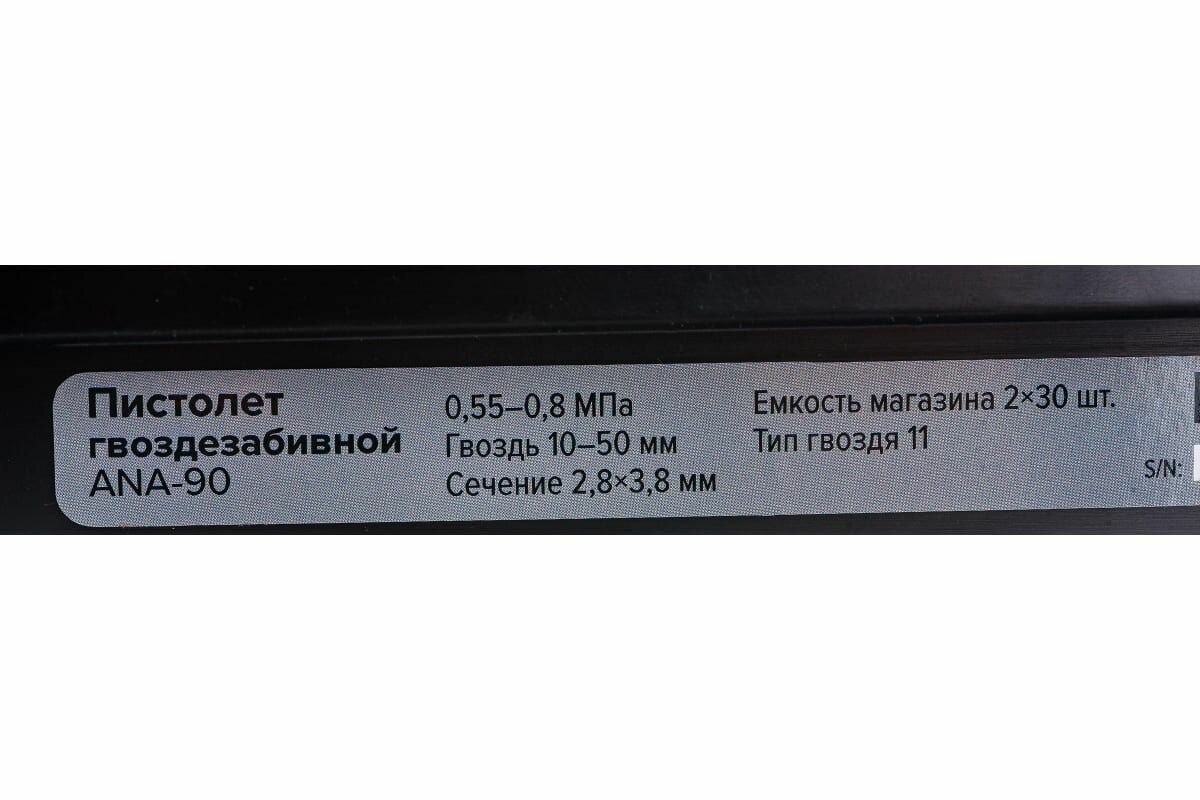 Пистолет
гвоздезабивной
ANA-90
0,55–0,8 МПа
Гвоздь 10–50 мм
Сечение 2,8×3,8 мм
Емкость магазина 2×30 шт.
Тип гвоздя 11
S/N: